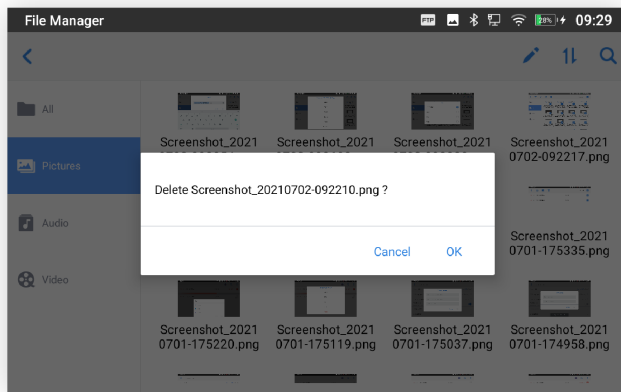 File Manager
FTP
28%
09:29
All
Pictures
Audio
Video
Screenshot_2021
Screenshot_2021
Screenshot_2021
Screenshot_2021
0702-092217.png
Delete Screenshot_20210702-092210.png ?
Cancel
OK
Screenshot_2021
0701-175335.png
Screenshot_2021
0701-175220.png
Screenshot_2021
0701-175119.png
Screenshot_2021
0701-175037.png
Screenshot_2021
0701-174958.png